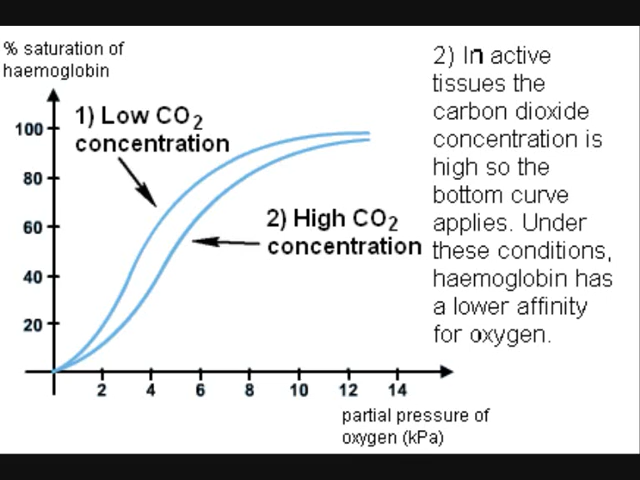 % saturation of
haemoglobin
1) Low CO2
concentration
2) High CO2
concentration
100
80
60
40
20
2 4 6 8 10 12 14
partial pressure of
oxygen (kPa)
2) In active
tissues the
carbon dioxide
concentration is
high so the
bottom curve
applies. Under
these conditions,
haemoglobin has
a lower affinity
for oxygen.